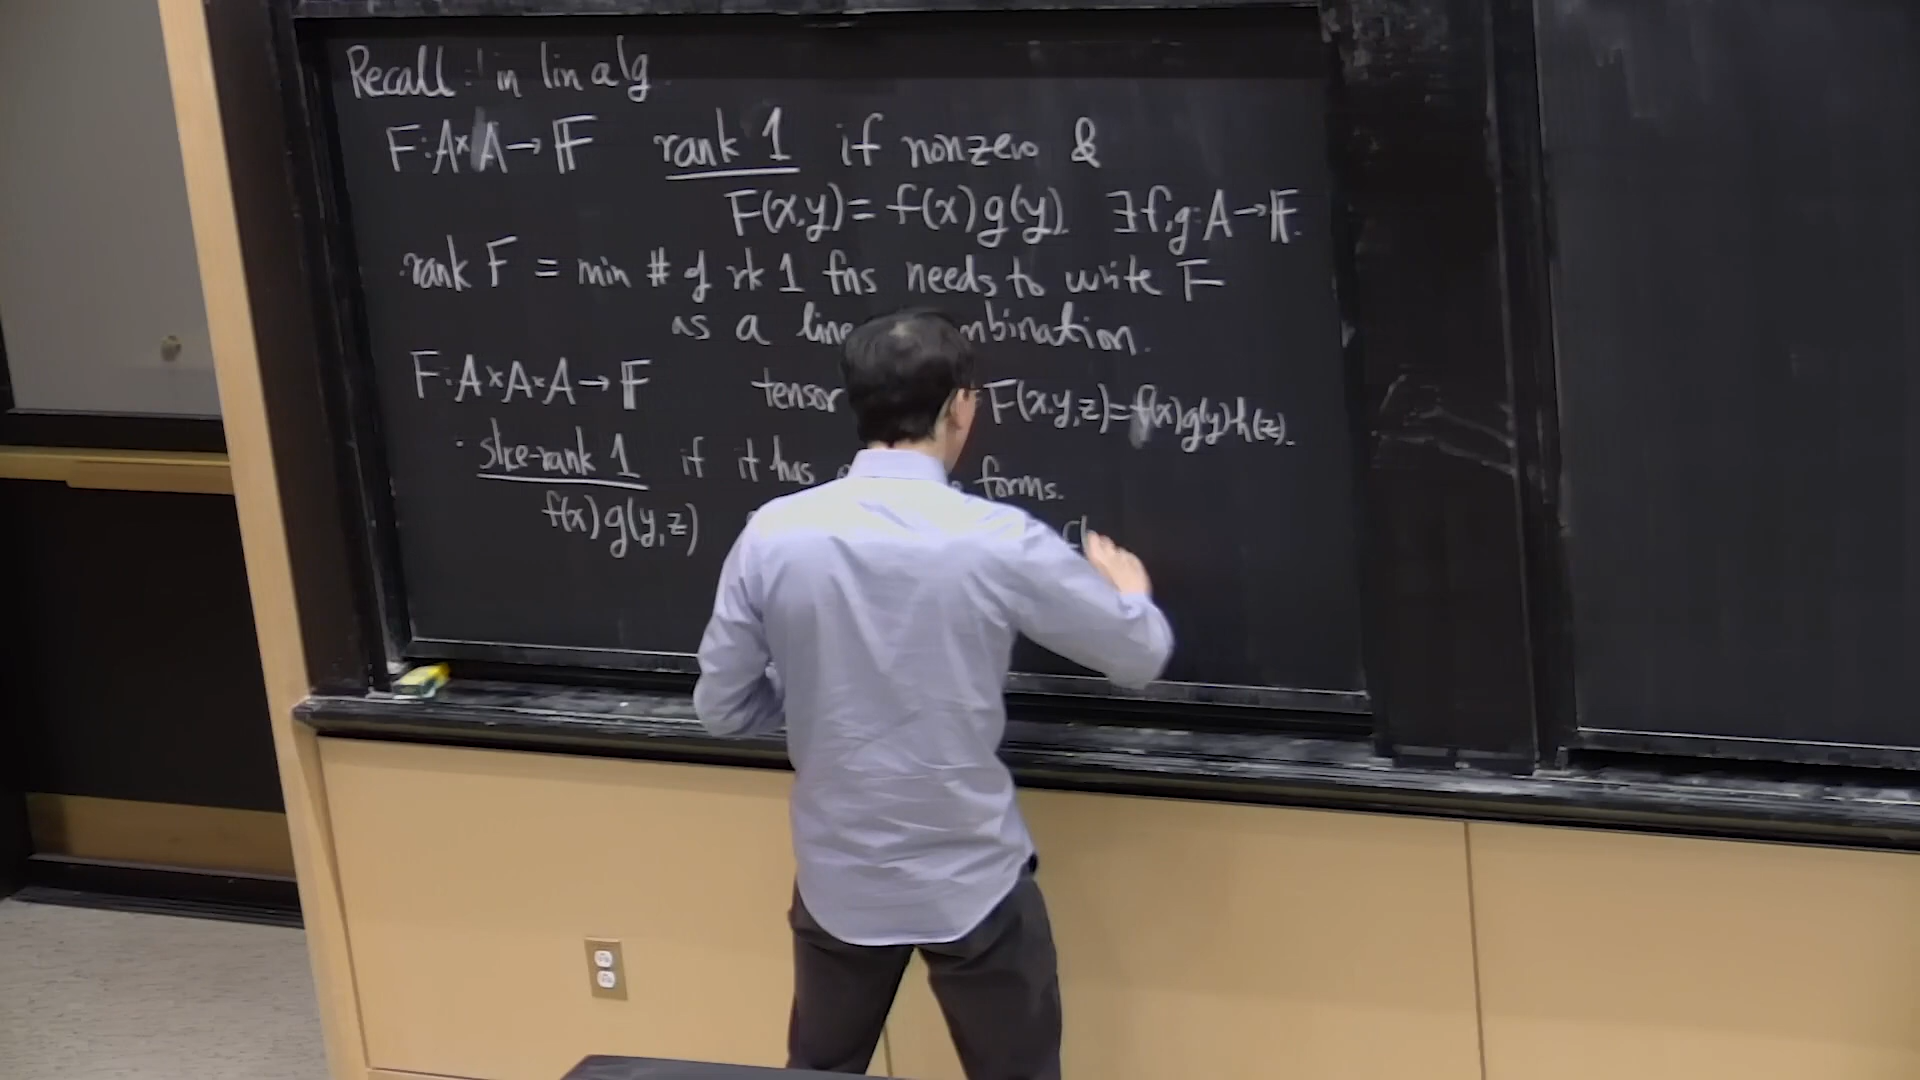 Recall: in lin alg.
F: A×A→𝔽 rank 1 if nonzero &
F(x,y) = f(x)g(y) ∃f,g: A→𝔽.
rank F = min # of rk 1 fns needs to write F
as a line mbination.
F: A×A×A→𝔽 tensor F(x,y,z)=f(x)g(y)h(z).
· slice-rank 1 if it has forms.
f(x)g(y,z)